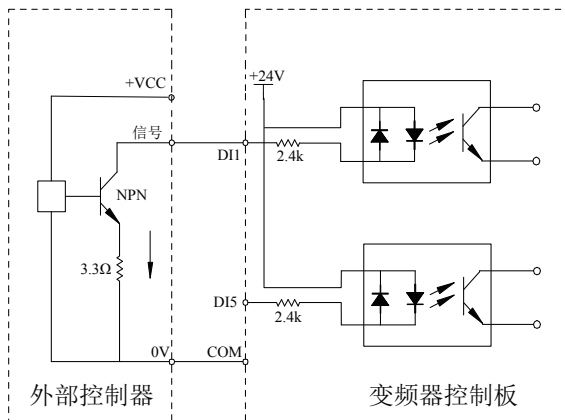 +VCC
+24V
信号
DI1
2.4k
NPN
3.3Ω
DI5
2.4k
0V
COM
外部控制器
变频器控制板